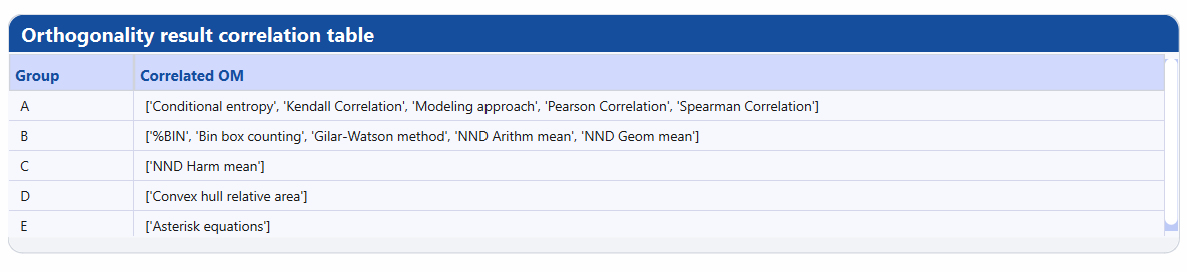 Orthogonality result correlation table
Group Correlated OM
A ['Conditional entropy', 'Kendall Correlation', 'Modeling approach', 'Pearson Correlation', 'Spearman Correlation']
B ['%BIN', 'Bin box counting', 'Gilar-Watson method', 'NND Arithm mean', 'NND Geom mean']
C ['NND Harm mean']
D ['Convex hull relative area']
E ['Asterisk equations']